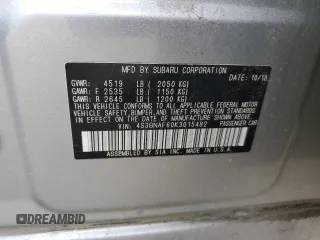 MFD. BY SUBARU CORPORATION
DATE: 10/18
GVWR: 4519 LB ( 2050 KG)
GAWR: F 2535 LB ( 1150 KG)
GAWR: R 2645 LB ( 1200 KG)
THIS VEHICLE CONFORMS TO ALL APPLICABLE FEDERAL MOTOR
VEHICLE SAFETY, BUMPER, AND THEFT PREVENTION STANDARDS
IN EFFECT ON THE DATE OF MANUFACTURE SHOWN ABOVE.
VIN: 4S3BNAF60K3015482 PASSENGER CAR
ASSEMBLED BY SIA INC. IN U.S.A.
DREAMBID